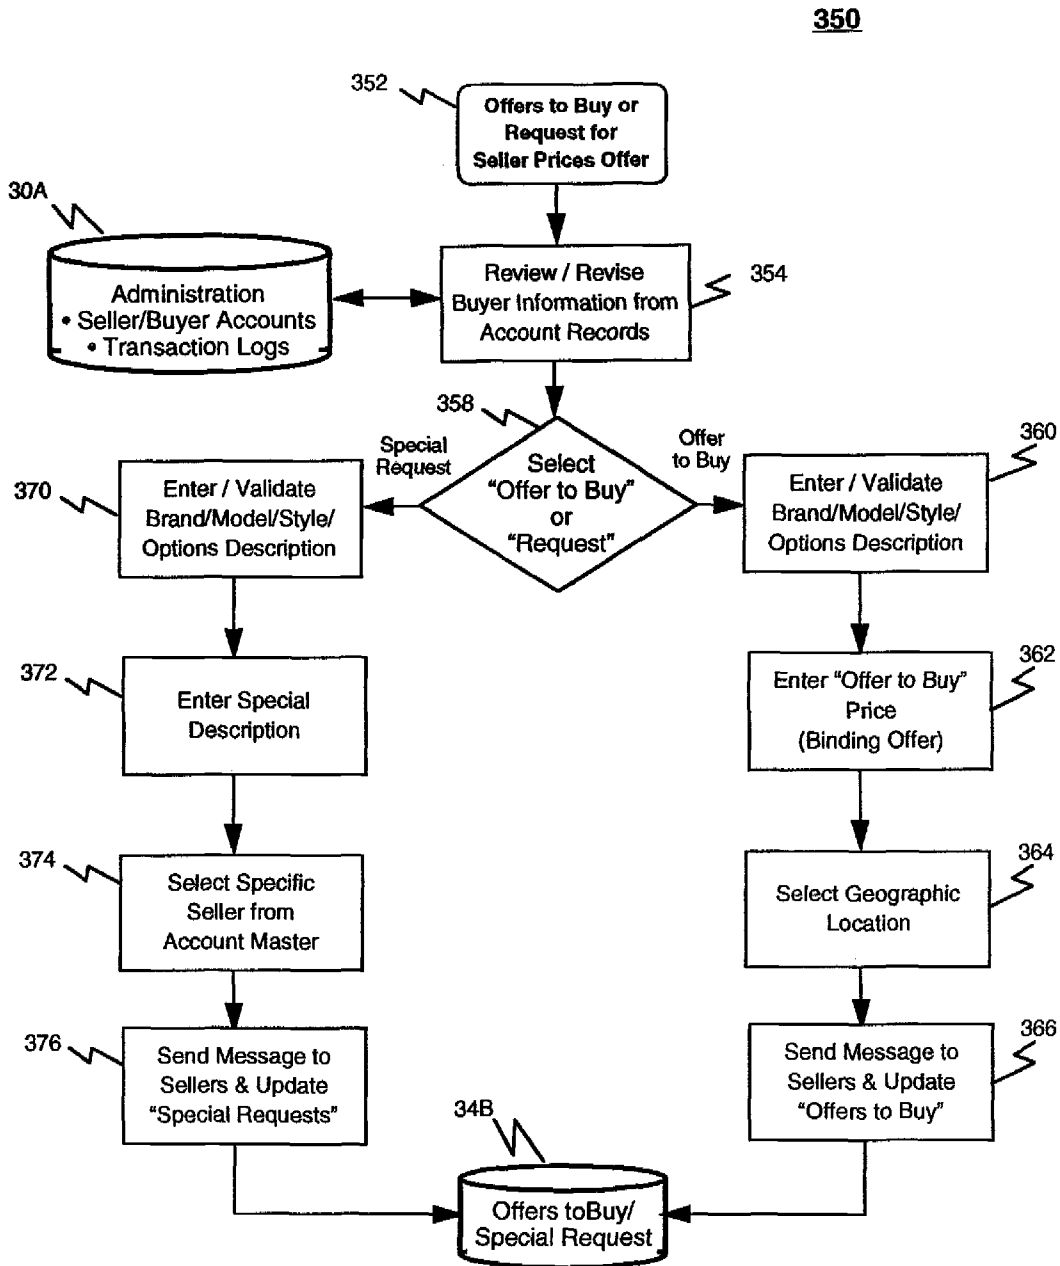 350
352
Offers to Buy or
Request for
Seller Prices Offer
30A
Administration
• Seller/Buyer Accounts
• Transaction Logs
Review / Revise
Buyer Information from
Account Records
354
358
Special
Request
Select
“Offer to Buy”
or
“Request”
Offer
to Buy
360
370
Enter / Validate
Brand/Model/Style/
Options Description
Enter / Validate
Brand/Model/Style/
Options Description
372
Enter Special
Description
362
Enter “Offer to Buy”
Price
(Binding Offer)
374
Select Specific
Seller from
Account Master
364
Select Geographic
Location
376
Send Message to
Sellers & Update
“Special Requests”
366
Send Message to
Sellers & Update
“Offers to Buy”
34B
Offers toBuy/
Special Request